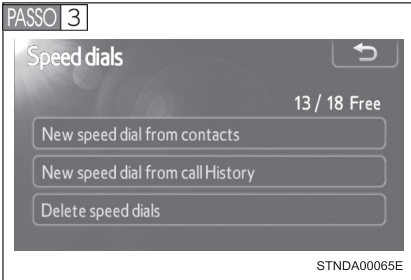 PASSO 3
Speed dials
13 / 18 Free
New speed dial from contacts
New speed dial from call History
Delete speed dials
STNDA00065E